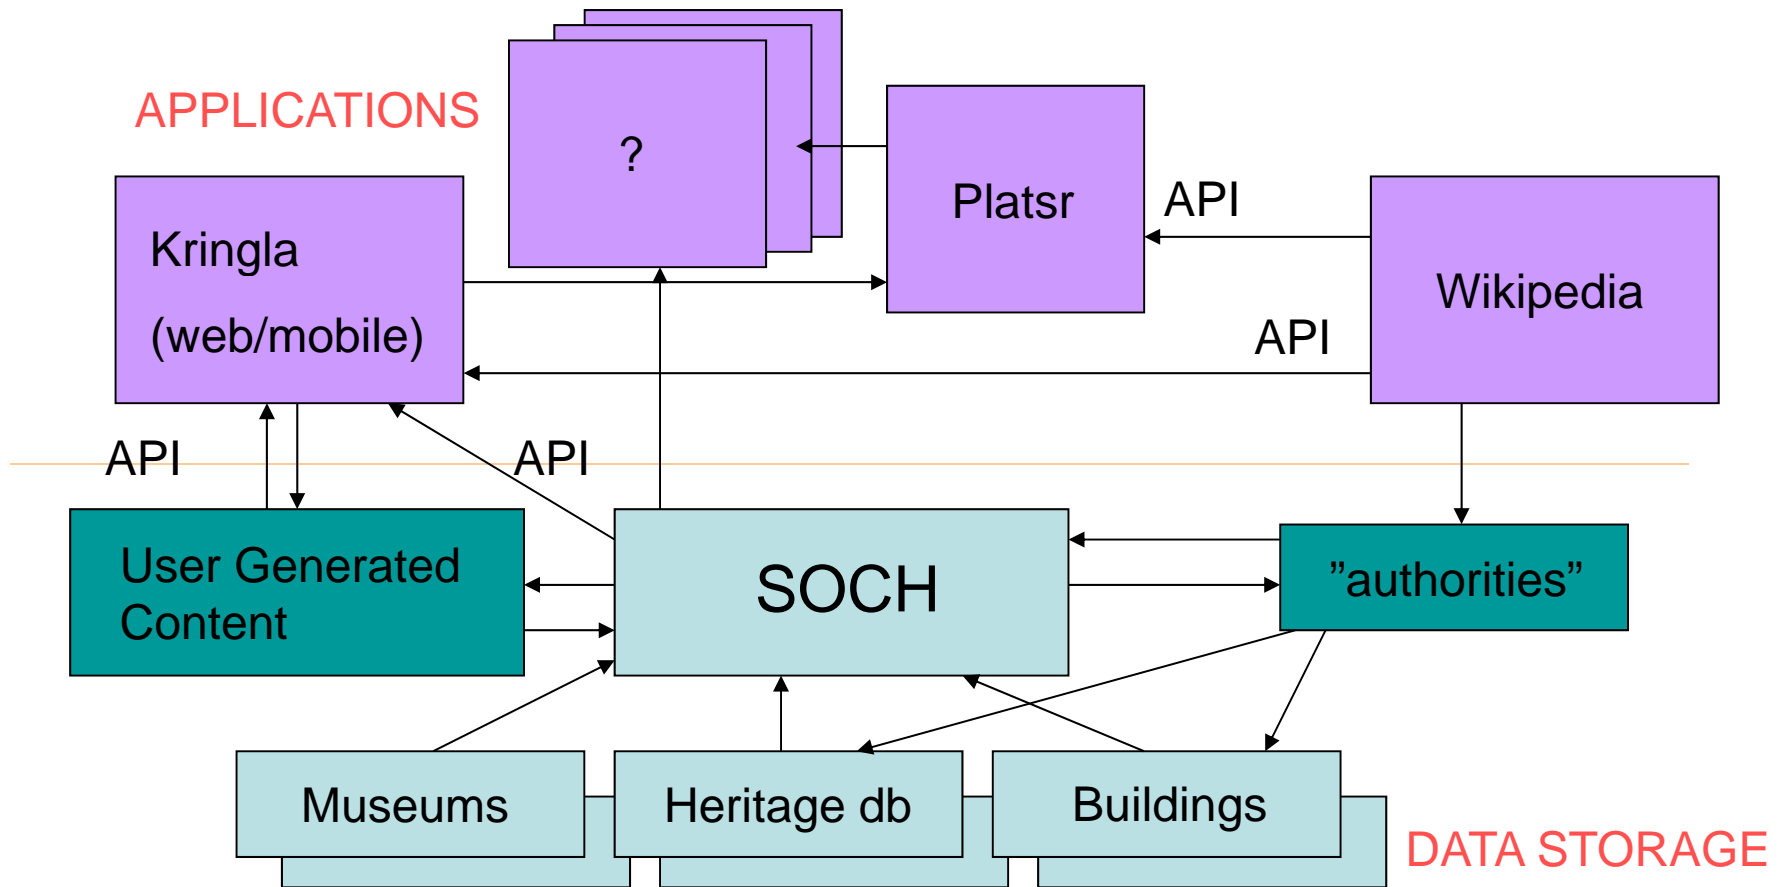 APPLICATIONS
?
Platsr
API
Kringla
(web/mobile)
Wikipedia
API
API
API
User Generated
Content
SOCH
”authorities”
Museums
Heritage db
Buildings
DATA STORAGE